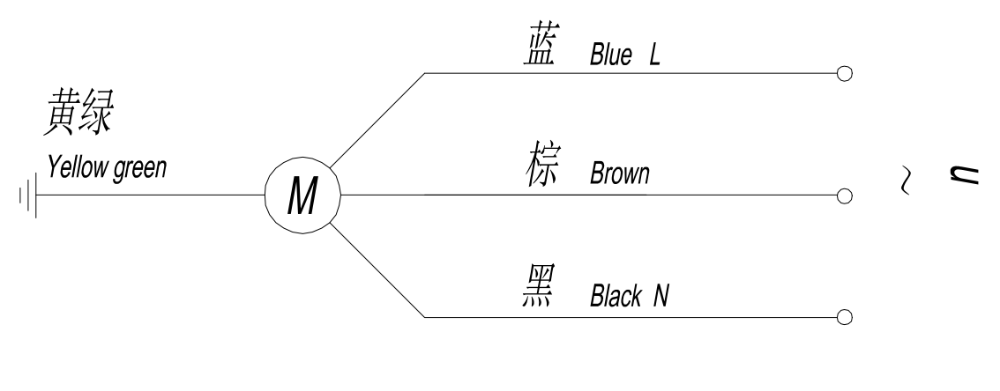 蓝 Blue L
黄绿
Yellow green
M
棕 Brown
~ n
黑 Black N